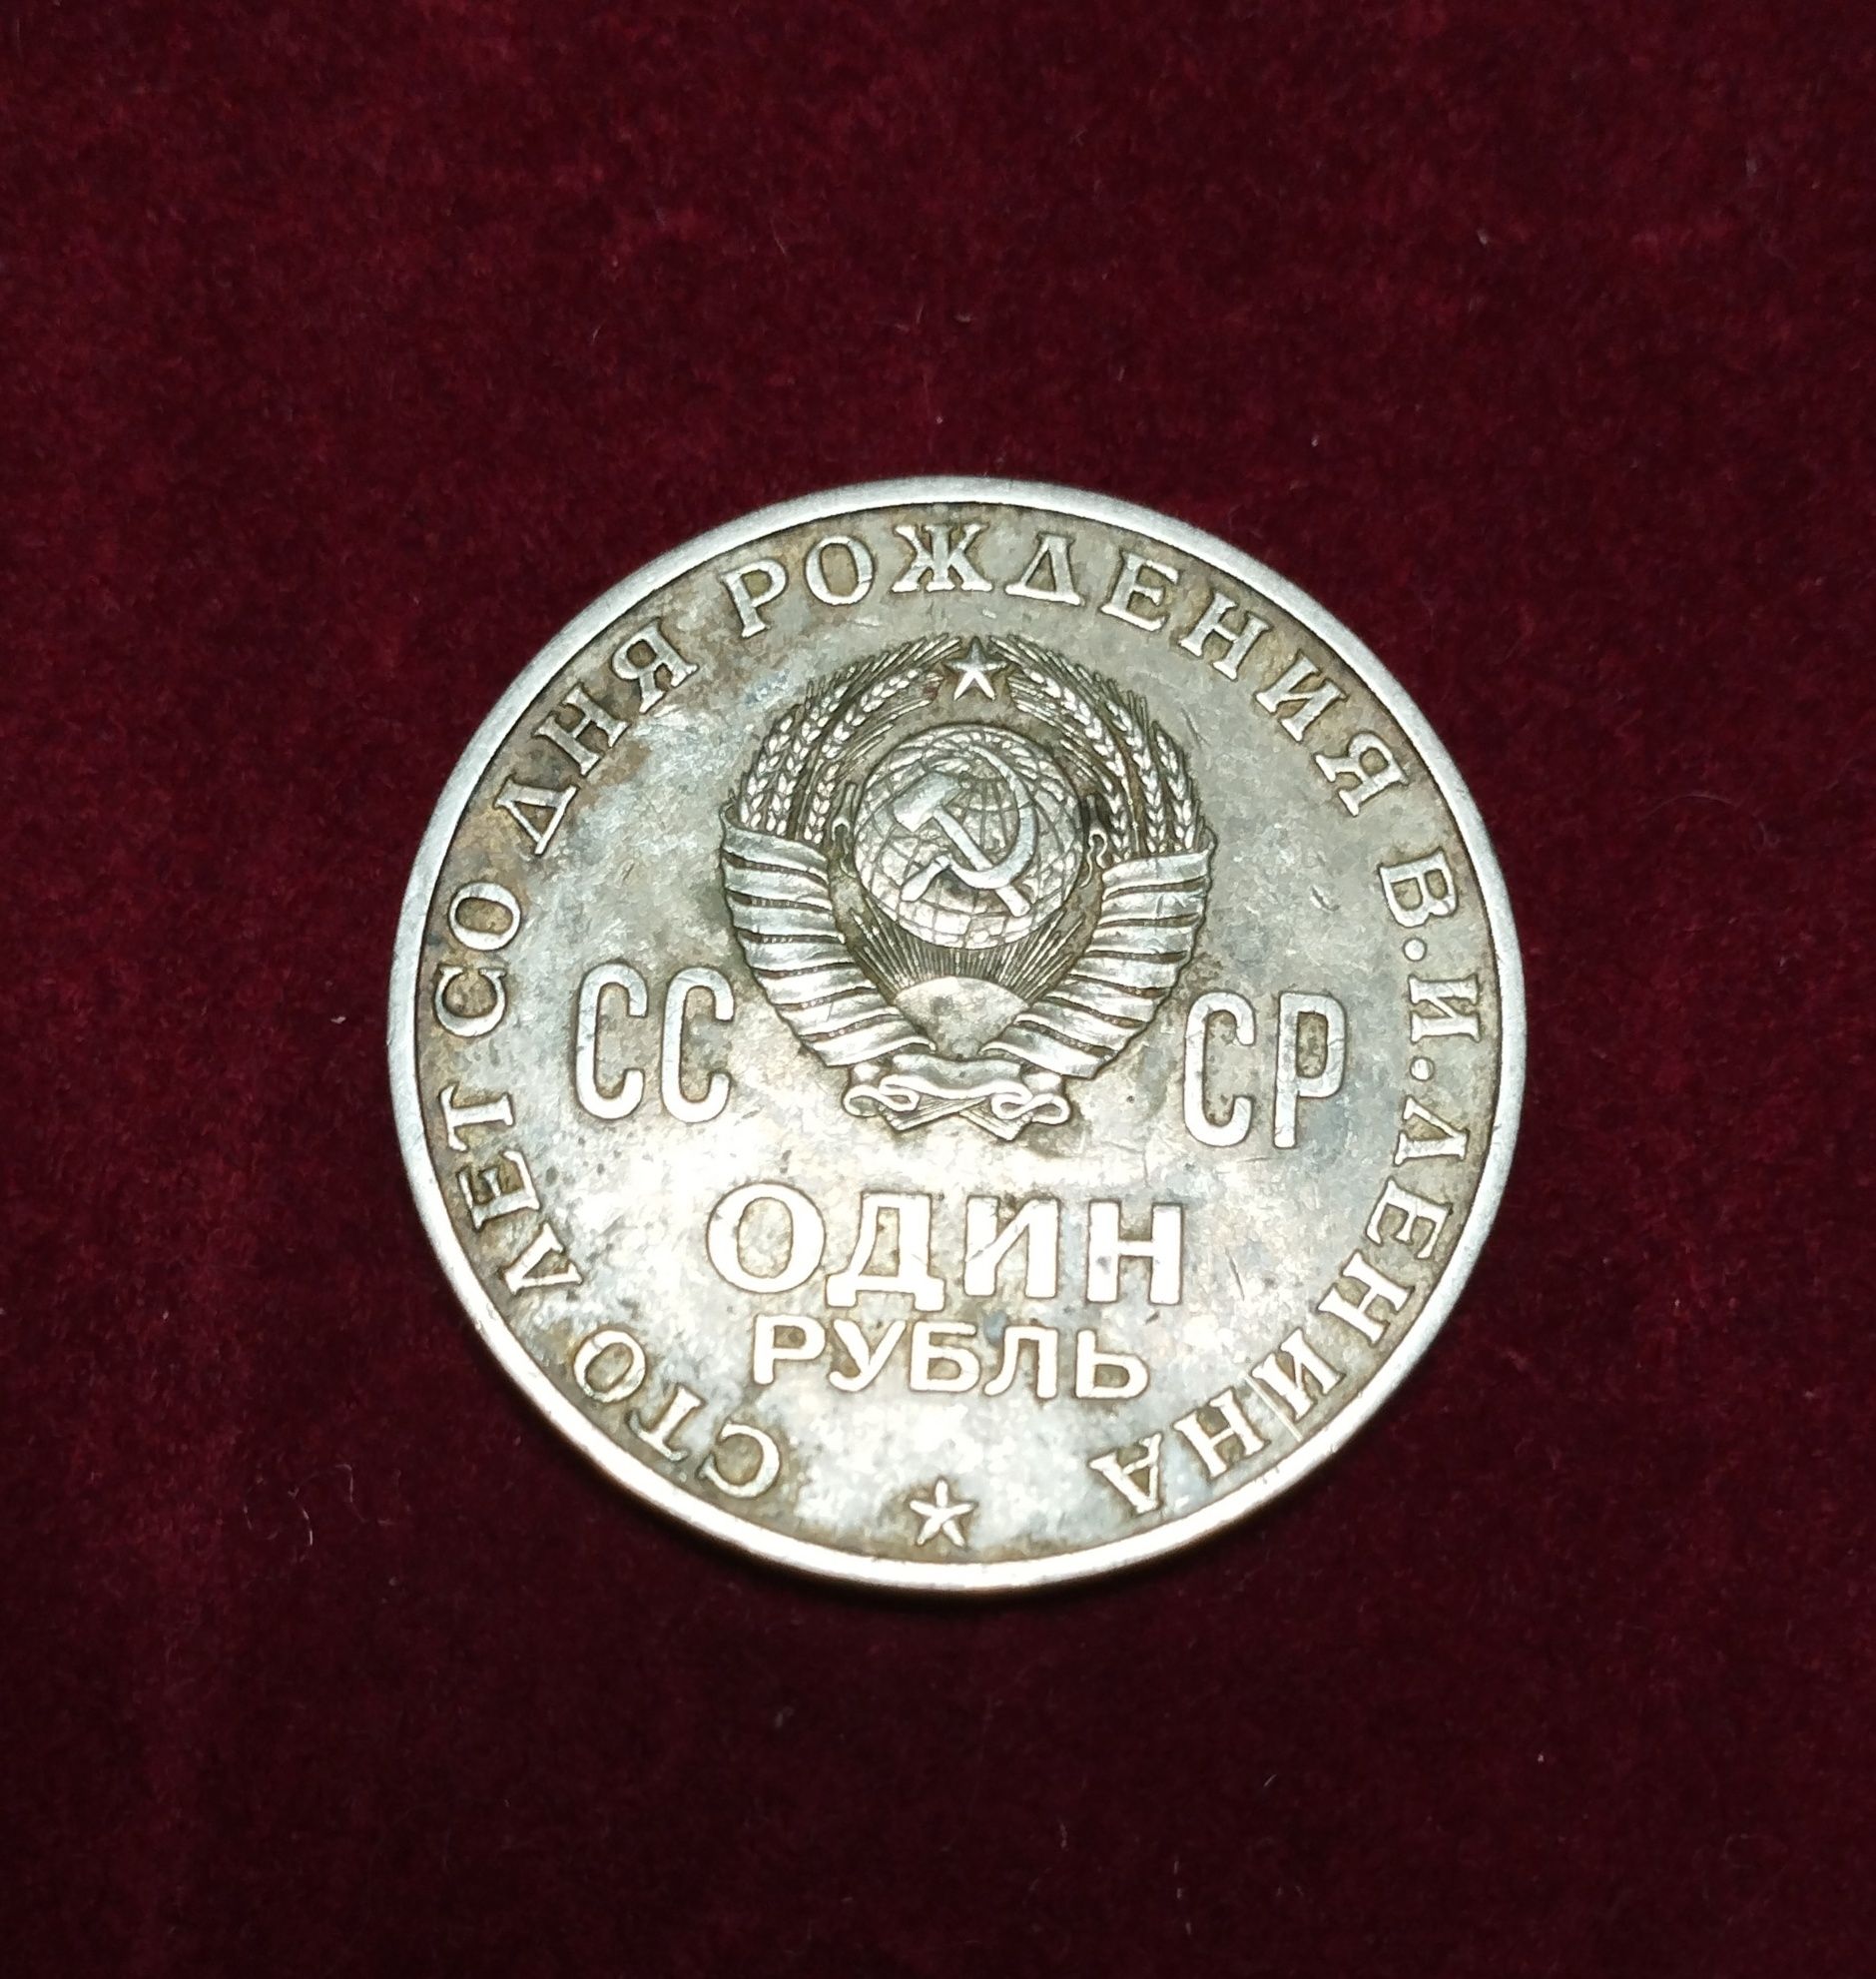 СТО ЛЕТ СО ДНЯ РОЖДЕНИЯ В.И.ЛЕНИНА
СС СР
ОДИН
РУБЛЬ